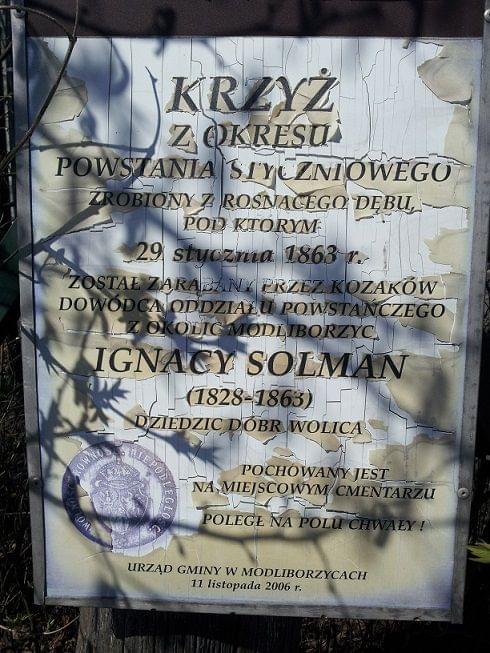 KRZYŻ
Z OKRESU
POWSTANIA STYCZNIOWEGO
ZROBIONY Z ROSNĄCEGO DĘBU,
POD KTÓRYM
29 stycznia 1863 r.
ZOSTAŁ ZARĄBANY PRZEZ KOZAKÓW
DOWÓDCA ODDZIAŁU POWSTAŃCZEGO
Z OKOLIC MODLIBORZYC
IGNACY SOLMAN
(1828-1863)
DZIEDZIC DÓBR WOLICA
POCHOWANY JEST
NA MIEJSCOWYM CMENTARZU
POLEGŁ NA POLU CHWAŁY !
URZĄD GMINY W MODLIBORZYCACH
11 listopada 2006 r.